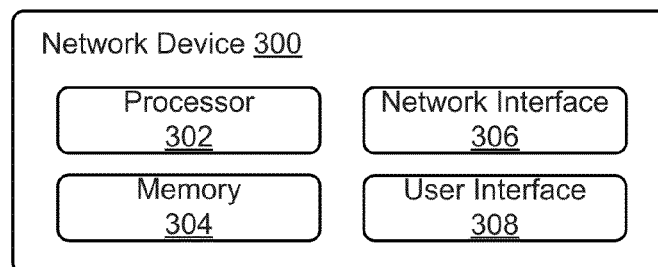 Network Device 300
Processor
302
Network Interface
306
Memory
304
User Interface
308